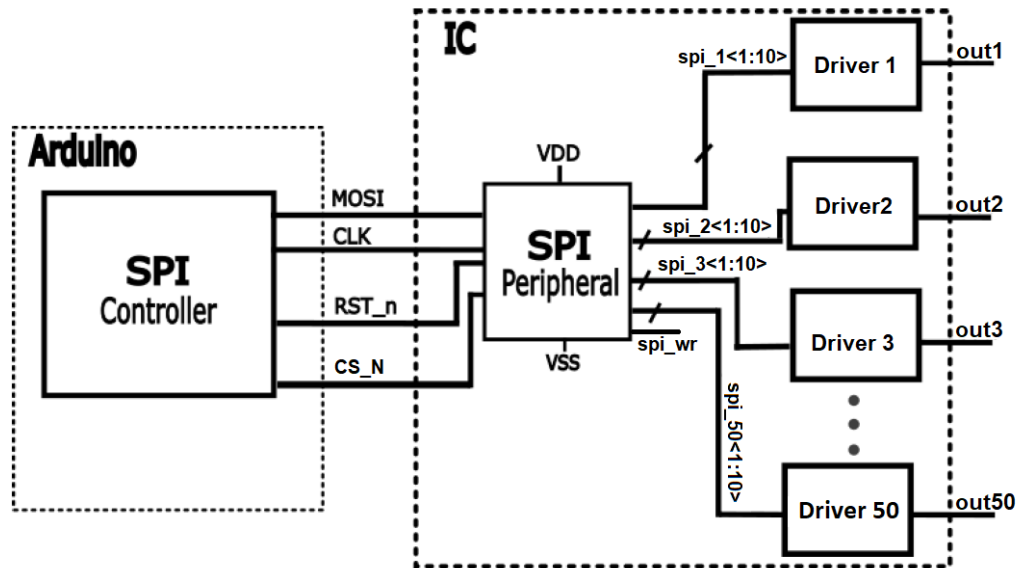 IC
Arduino
SPI
Controller
MOSI
CLK
RST_n
CS_N
VDD
SPI
Peripheral
VSS
spi_1<1:10>
spi_2<1:10>
spi_3<1:10>
spi_wr
spi_50<1:10>
Driver 1
out1
Driver2
out2
Driver 3
out3
Driver 50
out50